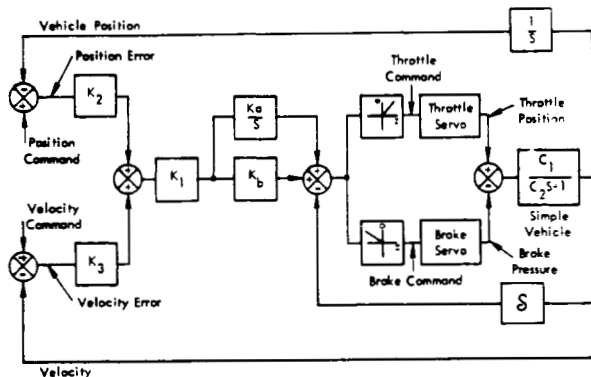 Vehicle Position
1
S
Position Error
Throttle
Command
K2
Ka
S
Throttle
Servo
Throttle
Position
Position
Command
K1
Kb
C1
C2S+1
Simple
Vehicle
Velocity
Command
K3
Brake
Servo
Brake
Pressure
Velocity Error
Brake Command
δ
Velocity